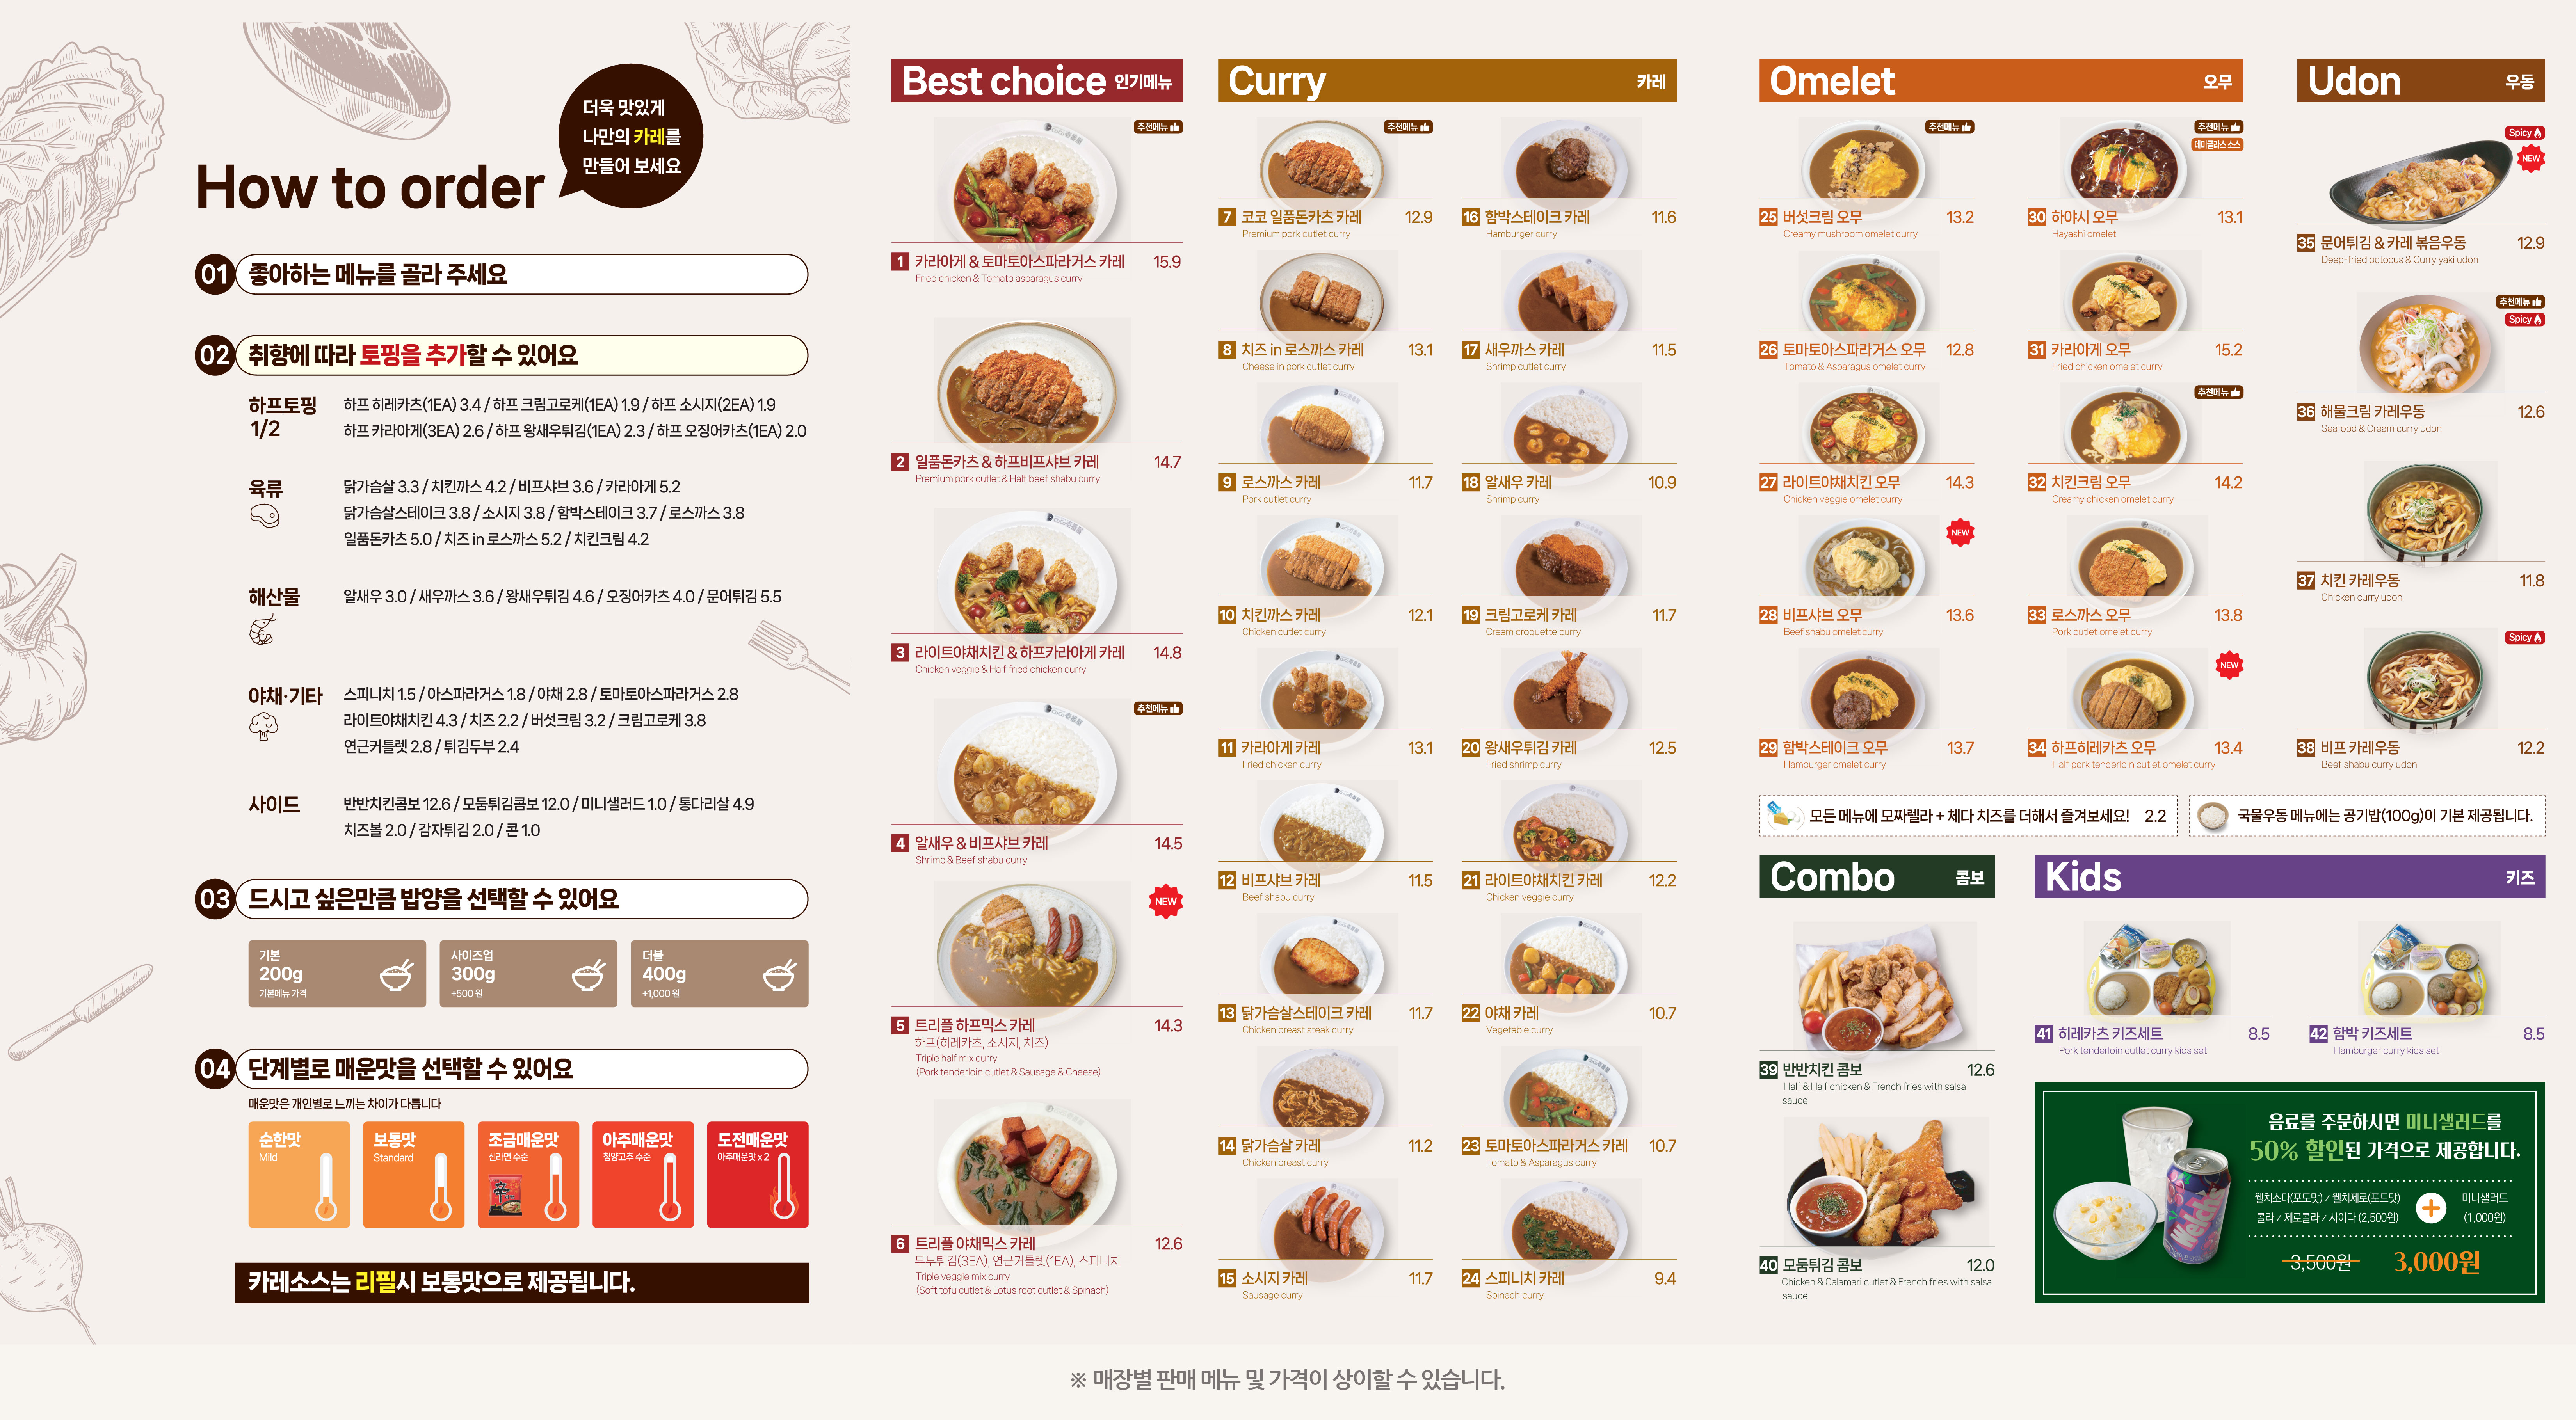 How to order
더욱 맛있게
나만의 카레를
만들어 보세요
01 좋아하는 메뉴를 골라 주세요
02 취향에 따라 토핑을 추가할 수 있어요
하프토핑
1/2
하프 히레카츠(1EA) 3.4 / 하프 크림고로케(1EA) 1.9 / 하프 소시지(2EA) 1.9
하프 카라아게(3EA) 2.6 / 하프 왕새우튀김(1EA) 2.3 / 하프 오징어카츠(1EA) 2.0
육류
닭가슴살 3.3 / 치킨까스 4.2 / 비프샤브 3.6 / 카라아게 5.2
닭가슴살스테이크 3.8 / 소시지 3.8 / 함박스테이크 3.7 / 로스까스 3.8
일품돈카츠 5.0 / 치즈 in 로스까스 5.2 / 치킨크림 4.2
해산물
알새우 3.0 / 새우까스 3.6 / 왕새우튀김 4.6 / 오징어카츠 4.0 / 문어튀김 5.5
야채·기타
스피니치 1.5 / 아스파라거스 1.8 / 야채 2.8 / 토마토아스파라거스 2.8
라이트야채치킨 4.3 / 치즈 2.2 / 버섯크림 3.2 / 크림고로케 3.8
연근커틀렛 2.8 / 튀김두부 2.4
사이드
반반치킨콤보 12.6 / 모둠튀김콤보 12.0 / 미니샐러드 1.0 / 통다리살 4.9
치즈볼 2.0 / 감자튀김 2.0 / 콘 1.0
03 드시고 싶은만큼 밥양을 선택할 수 있어요
기본
200g
기본메뉴 가격
사이즈업
300g
+500 원
더블
400g
+1,000 원
04 단계별로 매운맛을 선택할 수 있어요
매운맛은 개인별로 느끼는 차이가 다릅니다
순한맛
Mild
보통맛
Standard
조금매운맛
신라면 수준
아주매운맛
청양고추 수준
도전매운맛
아주매운맛 x 2
카레소스는 리필시 보통맛으로 제공됩니다.
Best choice 인기메뉴
추천메뉴
1 카라아게 & 토마토아스파라거스 카레 15.9
Fried chicken & Tomato asparagus curry
2 일품돈카츠 & 하프비프샤브 카레 14.7
Premium pork cutlet & Half beef shabu curry
3 라이트야채치킨 & 하프카라아게 카레 14.8
Chicken veggie & Half fried chicken curry
추천메뉴
4 알새우 & 비프샤브 카레 14.5
Shrimp & Beef shabu curry
NEW
5 트리플 하프믹스 카레 14.3
하프(히레카츠, 소시지, 치즈)
Triple half mix curry
(Pork tenderloin cutlet & Sausage & Cheese)
6 트리플 야채믹스 카레 12.6
두부튀김(3EA), 연근커틀렛(1EA), 스피니치
Triple veggie mix curry
(Soft tofu cutlet & Lotus root cutlet & Spinach)
Curry 카레
추천메뉴
7 코코 일품돈카츠 카레 12.9
Premium pork cutlet curry
8 치즈 in 로스까스 카레 13.1
Cheese in pork cutlet curry
9 로스까스 카레 11.7
Pork cutlet curry
10 치킨까스 카레 12.1
Chicken cutlet curry
11 카라아게 카레 13.1
Fried chicken curry
12 비프샤브 카레 11.5
Beef shabu curry
13 닭가슴살스테이크 카레 11.7
Chicken breast steak curry
14 닭가슴살 카레 11.2
Chicken breast curry
15 소시지 카레 11.7
Sausage curry
16 함박스테이크 카레 11.6
Hamburger curry
17 새우까스 카레 11.5
Shrimp cutlet curry
18 알새우 카레 10.9
Shrimp curry
19 크림고로케 카레 11.7
Cream croquette curry
20 왕새우튀김 카레 12.5
Fried shrimp curry
21 라이트야채치킨 카레 12.2
Chicken veggie curry
22 야채 카레 10.7
Vegetable curry
23 토마토아스파라거스 카레 10.7
Tomato & Asparagus curry
24 스피니치 카레 9.4
Spinach curry
Omelet 오무
추천메뉴
25 버섯크림 오무 13.2
Creamy mushroom omelet curry
26 토마토아스파라거스 오무 12.8
Tomato & Asparagus omelet curry
27 라이트야채치킨 오무 14.3
Chicken veggie omelet curry
NEW
28 비프샤브 오무 13.6
Beef shabu omelet curry
29 함박스테이크 오무 13.7
Hamburger omelet curry
추천메뉴
데미글라스 소스
30 하야시 오무 13.1
Hayashi omelet
31 카라아게 오무 15.2
Fried chicken omelet curry
추천메뉴
32 치킨크림 오무 14.2
Creamy chicken omelet curry
33 로스까스 오무 13.8
Pork cutlet omelet curry
NEW
34 하프히레카츠 오무 13.4
Half pork tenderloin cutlet omelet curry
Udon 우동
Spicy
NEW
35 문어튀김 & 카레 볶음우동 12.9
Deep-fried octopus & Curry yaki udon
추천메뉴
Spicy
36 해물크림 카레우동 12.6
Seafood & Cream curry udon
37 치킨 카레우동 11.8
Chicken curry udon
Spicy
38 비프 카레우동 12.2
Beef shabu curry udon
모든 메뉴에 모짜렐라 + 체다 치즈를 더해서 즐겨보세요! 2.2
국물우동 메뉴에는 공기밥(100g)이 기본 제공됩니다.
Combo 콤보
39 반반치킨 콤보 12.6
Half & Half chicken & French fries with salsa
sauce
40 모둠튀김 콤보 12.0
Chicken & Calamari cutlet & French fries with salsa
sauce
Kids 키즈
41 히레카츠 키즈세트 8.5
Pork tenderloin cutlet curry kids set
42 함박 키즈세트 8.5
Hamburger curry kids set
음료를 주문하시면 미니샐러드를
50% 할인된 가격으로 제공합니다.
웰치소다(포도맛) / 웰치제로(포도맛)
콜라 / 제로콜라 / 사이다 (2,500원)
+
미니샐러드
(1,000원)
3,500원 3,000원
Welch's
※ 매장별 판매 메뉴 및 가격이 상이할 수 있습니다.